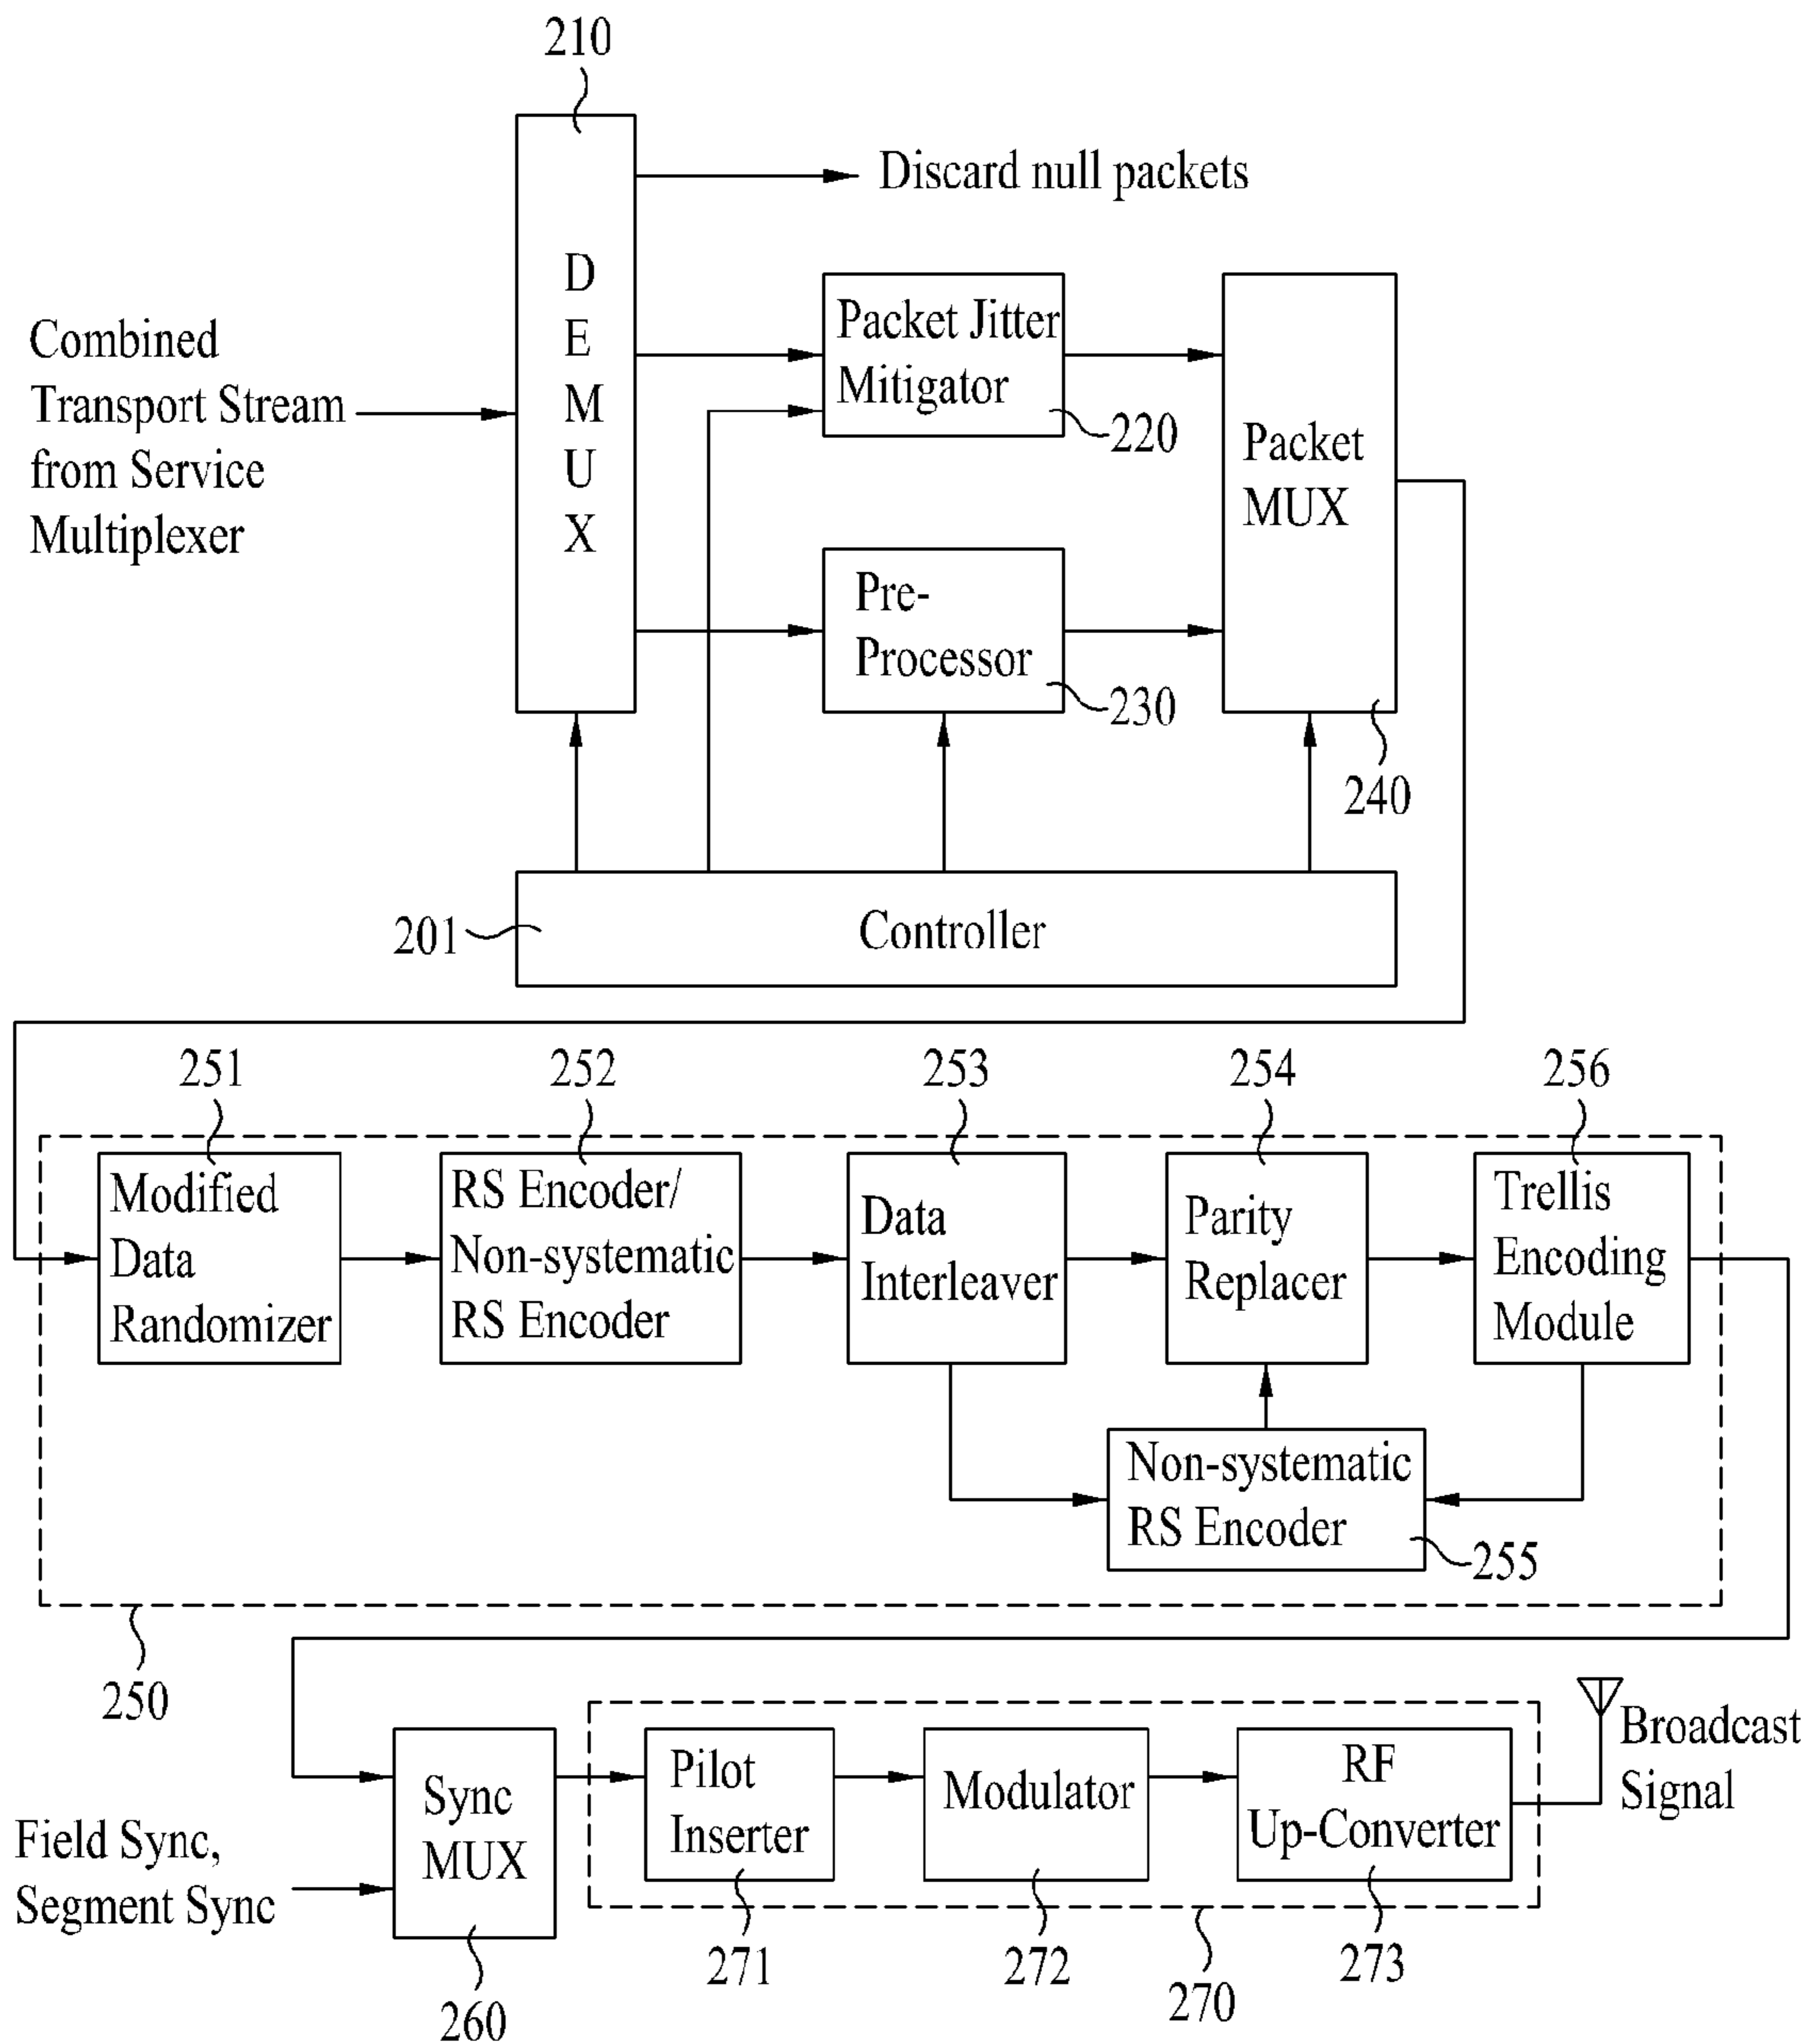 210
Discard null packets
D
E
M
U
X
Combined
Transport Stream
from Service
Multiplexer
Packet Jitter
Mitigator
220
Packet
MUX
Pre-
Processor
230
240
Controller
201
251
252
253
254
256
Modified
Data
Randomizer
RS Encoder/
Non-systematic
RS Encoder
Data
Interleaver
Parity
Replacer
Trellis
Encoding
Module
Non-systematic
RS Encoder
255
250
Sync
MUX
Field Sync,
Segment Sync
260
Pilot
Inserter
Modulator
RF
Up-Converter
Broadcast
Signal
271
272
270
273